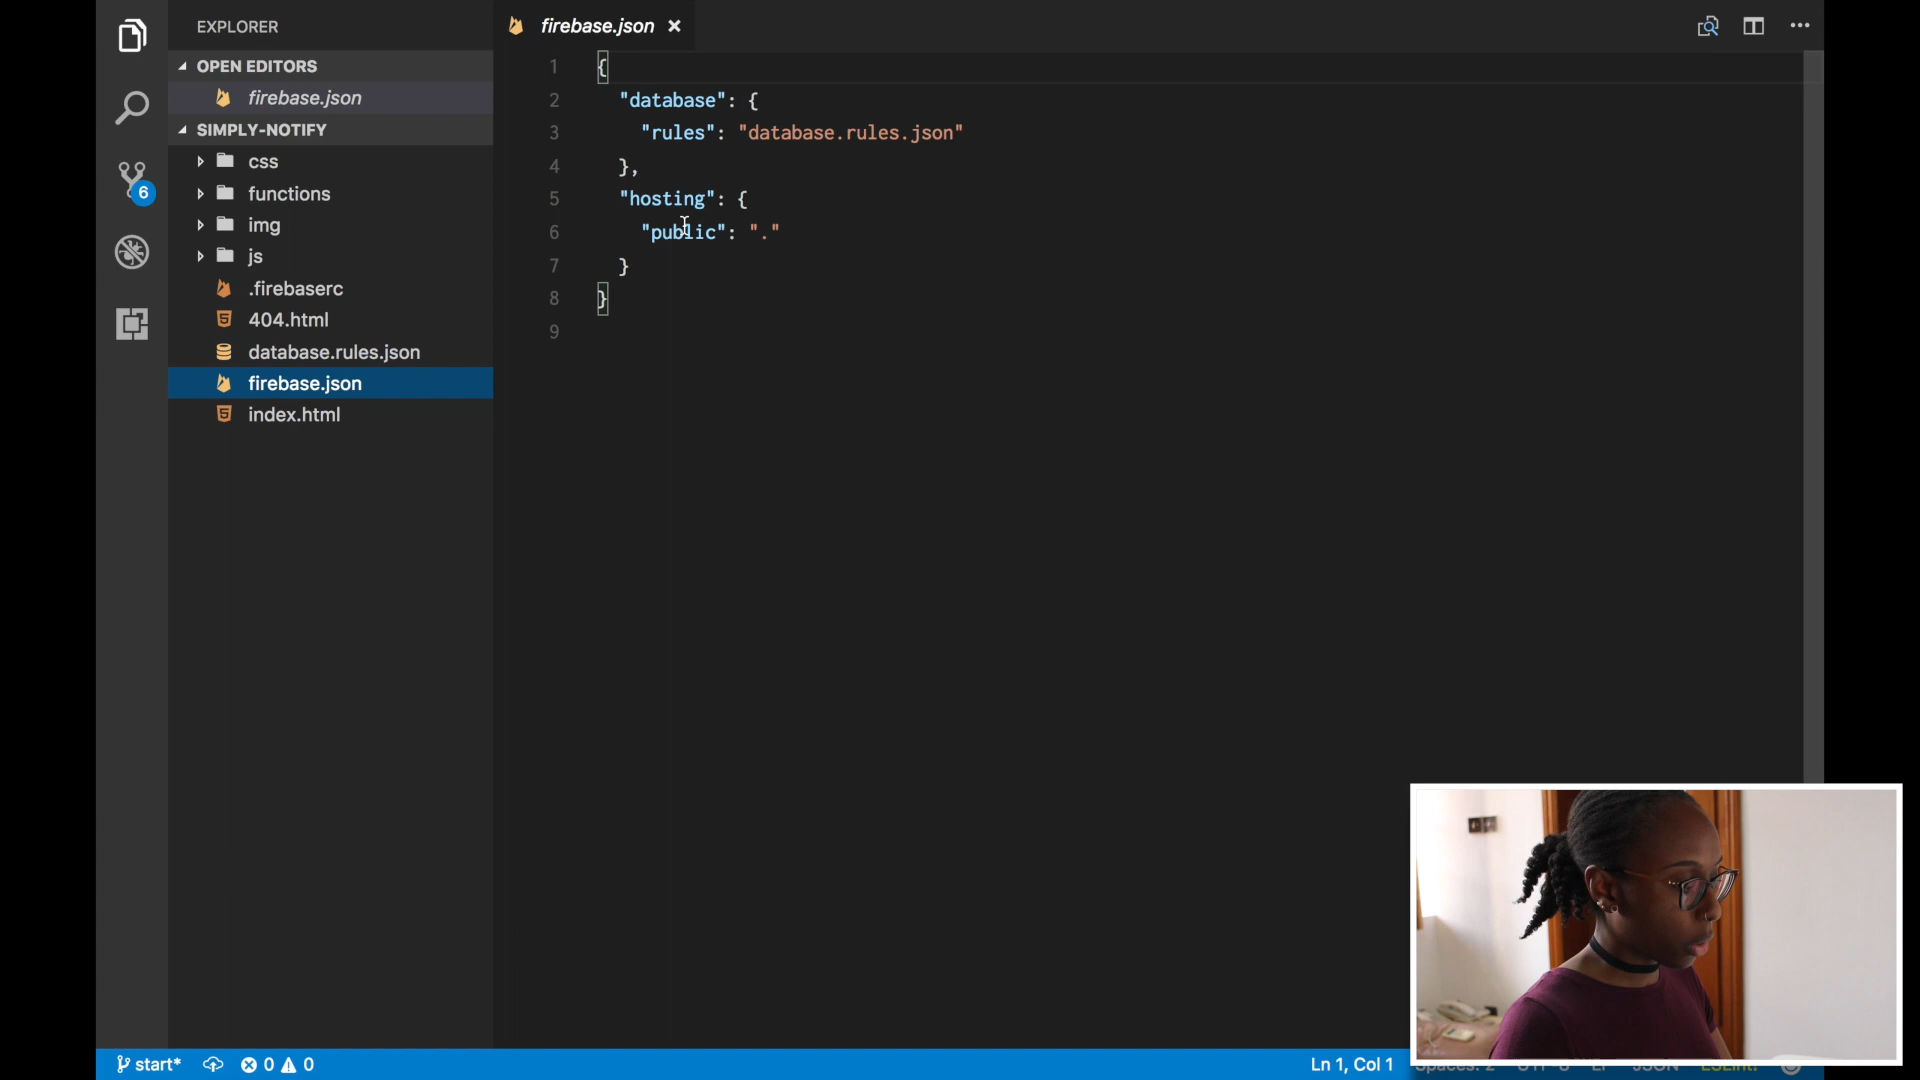 EXPLORER
OPEN EDITORS
firebase.json
SIMPLY-NOTIFY
css
functions
img
js
.firebaserc
404.html
database.rules.json
firebase.json
index.html
6
firebase.json
1 {
2 "database": {
3 "rules": "database.rules.json"
4 },
5 "hosting": {
6 "public": "."
7 }
8 }
9
start* 0 0 Ln 1, Col 1